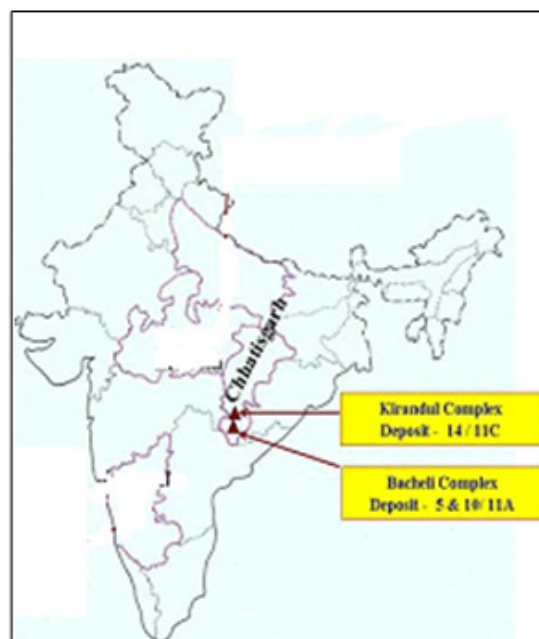 Chhatisgarh
Kirandul Complex
Deposit - 14 / 11C
Bacheli Complex
Deposit - 5 & 10/ 11A